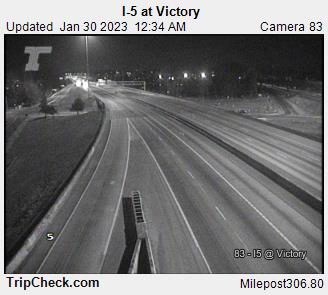 I-5 at Victory
Updated  Jan 30 2023  12:34 AM
Camera 83
T
S
83 - I5 @ Victory
TripCheck.com
Milepost306.80